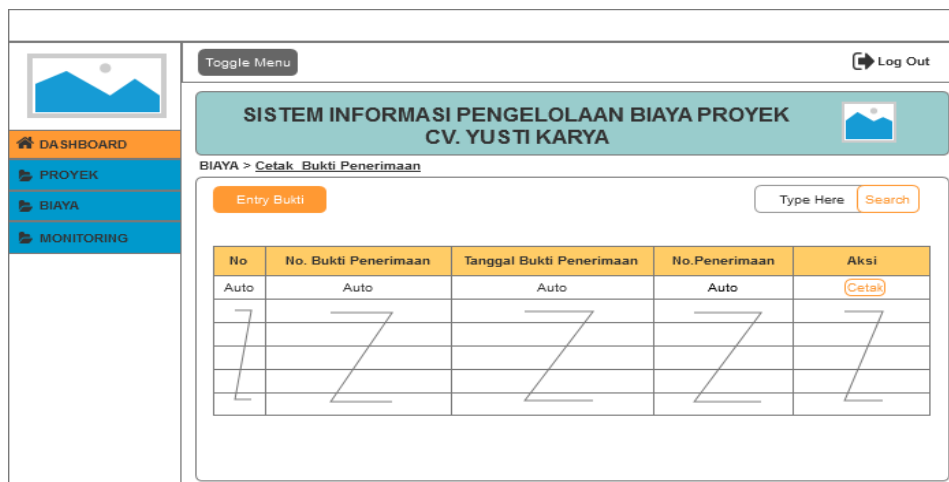 Toggle Menu
Log Out
SISTEM INFORMASI PENGELOLAAN BIAYA PROYEK
CV. YUSTI KARYA
DASHBOARD
PROYEK
BIAYA
MONITORING
BIAYA > Cetak Bukti Penerimaan
Entry Bukti
Type Here Search
No No. Bukti Penerimaan Tanggal Bukti Penerimaan No.Penerimaan Aksi
Auto Auto Auto Auto Cetak